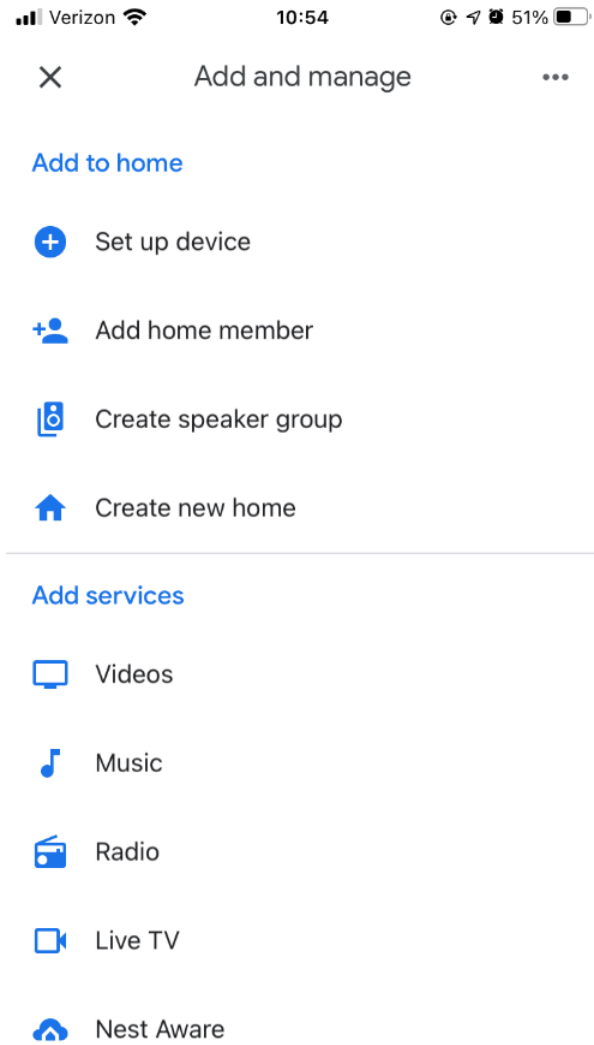 Verizon 10:54 51%
Add and manage
Add to home
Set up device
Add home member
Create speaker group
Create new home
Add services
Videos
Music
Radio
Live TV
Nest Aware